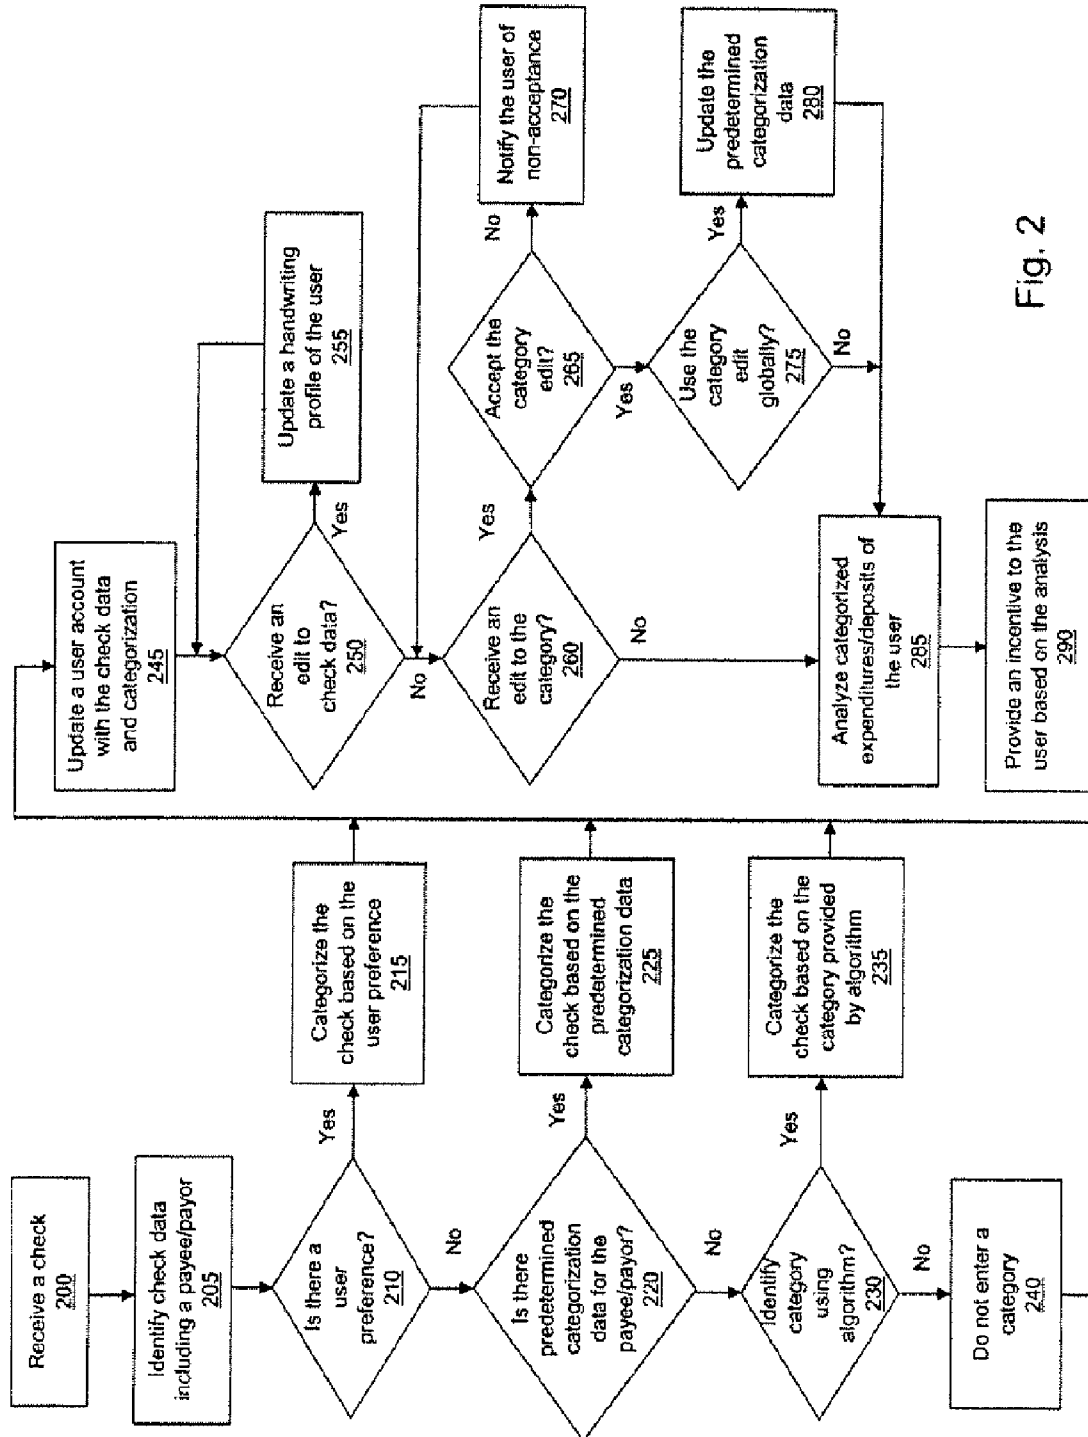 Receive a check
200
Identify check data
including a payee/payor
205
Is there a
user
preference?
210
Yes
No
Categorize the
check based on the
user preference
215
Is there
predetermined
categorization
data for the
payee/payor?
220
Yes
No
Categorize the
check based on the
predetermined
categorization data
225
Identify
category
using
algorithm?
230
Yes
No
Categorize the
check based on the
category provided
by algorithm
235
Do not enter a
category
240
Update a user account
with the check data
and categorization
245
Receive an
edit to
check data?
250
Yes
No
Update a handwriting
profile of the user
255
Receive an
edit to the
category?
260
Yes
No
Accept the
category
edit?
265
No
Yes
Notify the user of
non-acceptance
270
Use the
category
edit
globally?
275
Yes
No
Update the
predetermined
categorization
data
280
Analyze categorized
expenditures/deposits of
the user
285
Provide an incentive to the
user based on the analysis
290
Fig. 2